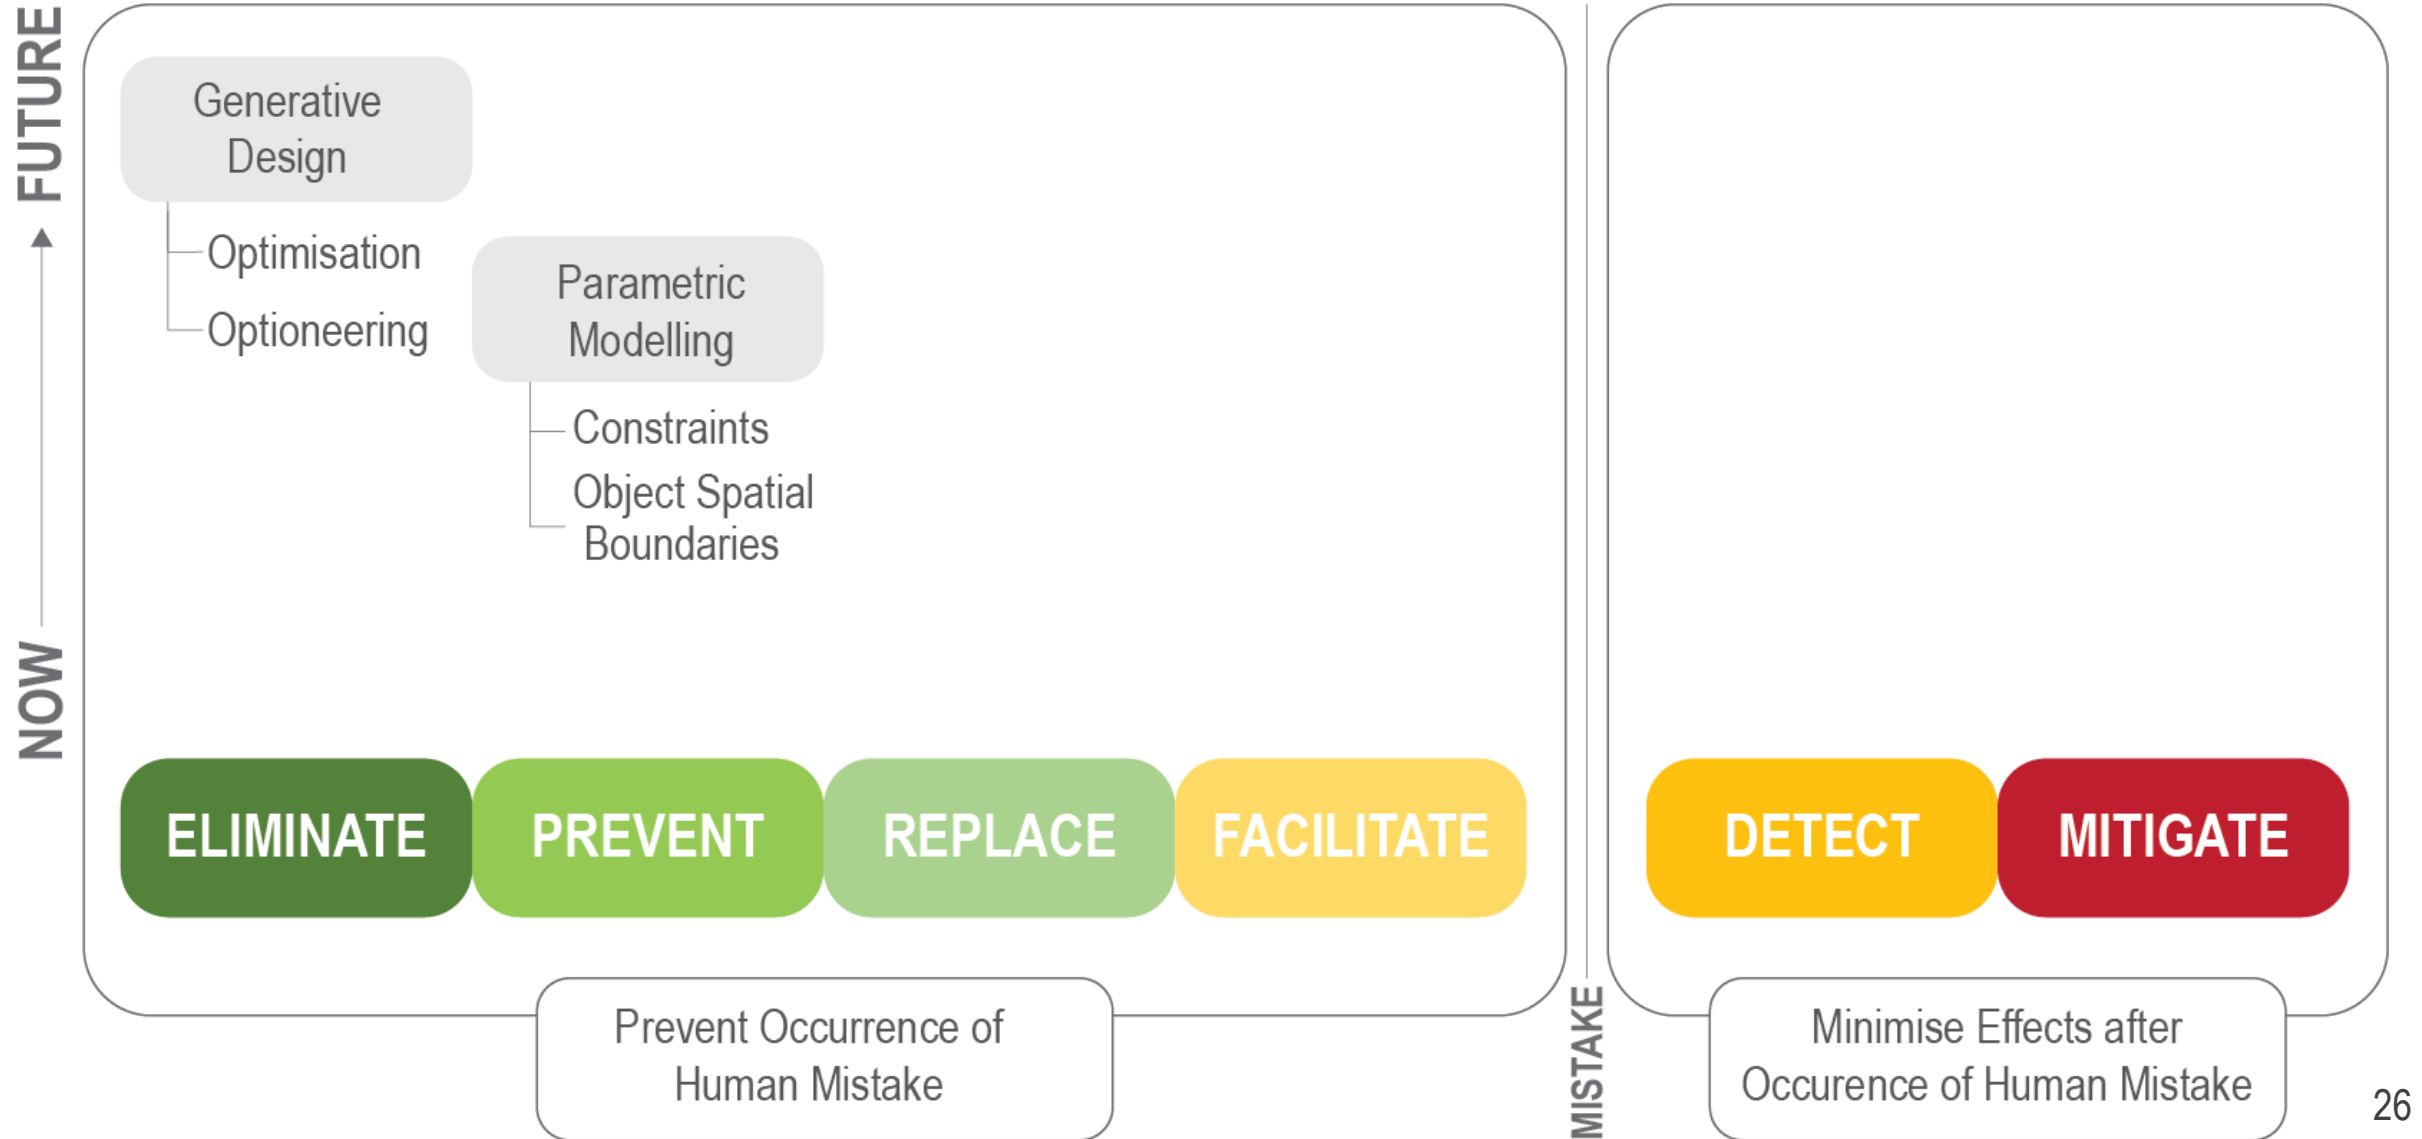 FUTURE
NOW
Generative
Design
Optimisation
Optioneering
Parametric
Modelling
Constraints
Object Spatial
Boundaries
ELIMINATE
PREVENT
REPLACE
FACILITATE
DETECT
MITIGATE
Prevent Occurrence of
Human Mistake
MISTAKE
Minimise Effects after
Occurence of Human Mistake
26